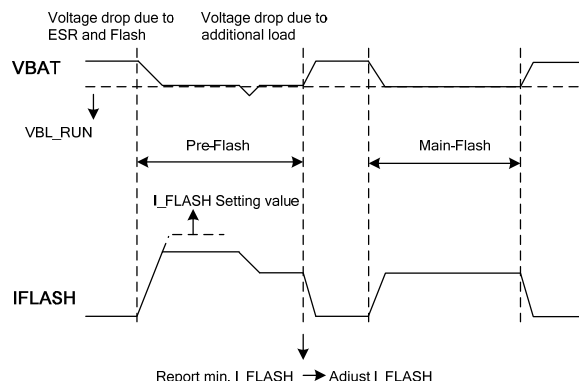 Voltage drop due to
ESR and Flash
Voltage drop due to
additional load
VBAT
VBL_RUN
Pre-Flash
Main-Flash
I_FLASH Setting value
IFLASH
Report min. I_FLASH
Adjust I_FLASH